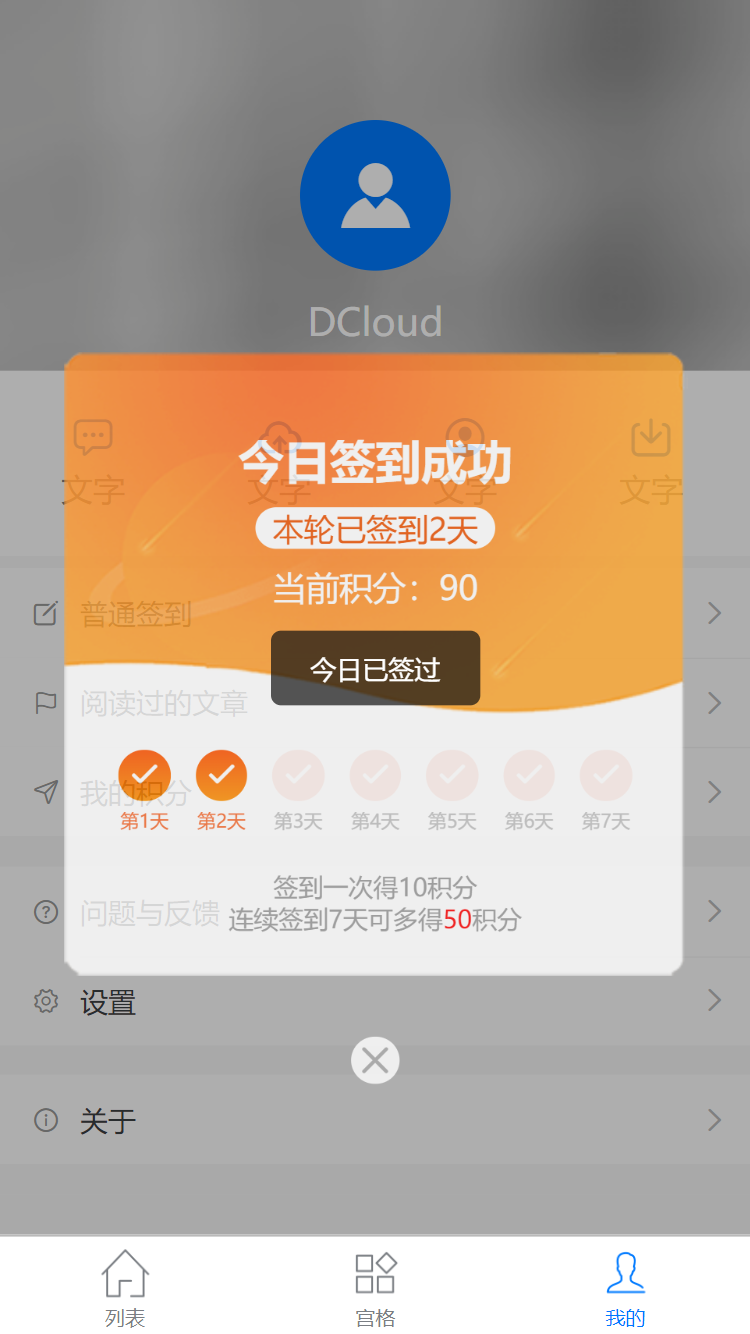 DCloud
文字 文字 文字 文字
今日签到成功
本轮已签到2天
当前积分：90
普通签到
今日已签过
阅读过的文章
我的积分
第1天 第2天 第3天 第4天 第5天 第6天 第7天
签到一次得10积分
问题与反馈
连续签到7天可多得50积分
设置
关于
列表 宫格 我的